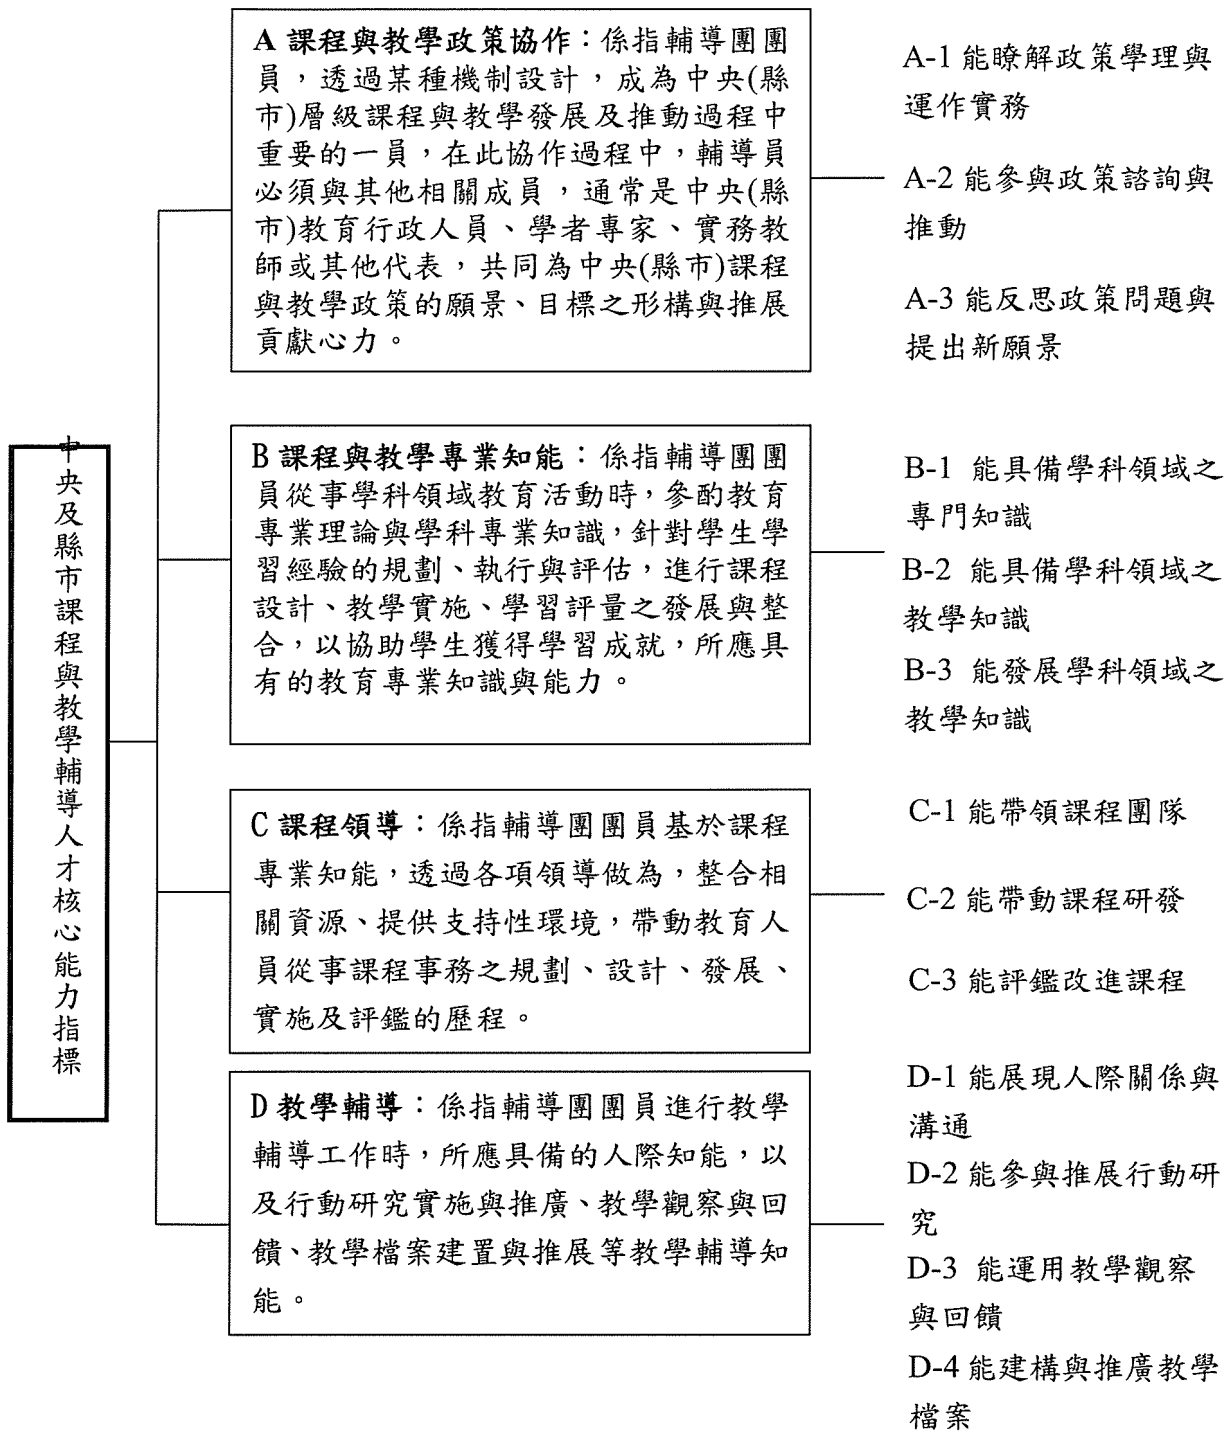 中央及縣市課程與教學輔導人才核心能力指標
A 課程與教學政策協作：係指輔導團團
員，透過某種機制設計，成為中央(縣
市)層級課程與教學發展及推動過程中
重要的一員，在此協作過程中，輔導員
必須與其他相關成員，通常是中央(縣
市)教育行政人員、學者專家、實務教
師或其他代表，共同為中央(縣市)課程
與教學政策的願景、目標之形構與推展
貢獻心力。
A-1 能瞭解政策學理與
運作實務
A-2 能參與政策諮詢與
推動
A-3 能反思政策問題與
提出新願景
B 課程與教學專業知能：係指輔導團團
員從事學科領域教育活動時，參酌教育
專業理論與學科專業知識，針對學生學
習經驗的規劃、執行與評估，進行課程
設計、教學實施、學習評量之發展與整
合，以協助學生獲得學習成就，所應具
有的教育專業知識與能力。
B-1 能具備學科領域之
專門知識
B-2 能具備學科領域之
教學知識
B-3 能發展學科領域之
教學知識
C 課程領導：係指輔導團團員基於課程
專業知能，透過各項領導做為，整合相
關資源、提供支持性環境，帶動教育人
員從事課程事務之規劃、設計、發展、
實施及評鑑的歷程。
C-1 能帶領課程團隊
C-2 能帶動課程研發
C-3 能評鑑改進課程
D 教學輔導：係指輔導團團員進行教學
輔導工作時，所應具備的人際知能，以
及行動研究實施與推廣、教學觀察與回
饋、教學檔案建置與推展等教學輔導知
能。
D-1 能展現人際關係與
溝通
D-2 能參與推展行動研
究
D-3 能運用教學觀察
與回饋
D-4 能建構與推廣教學
檔案